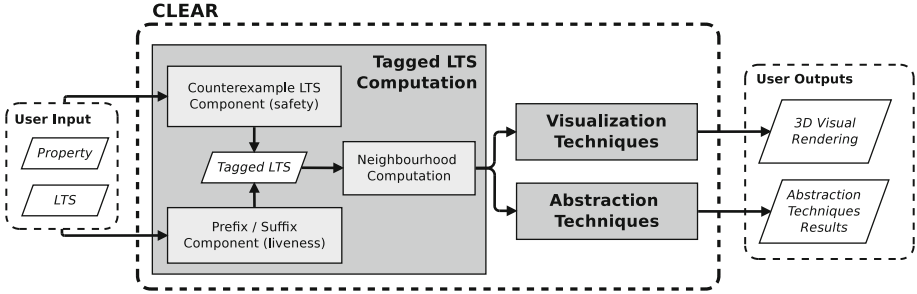 CLEAR
Tagged LTS
Computation
Counterexample LTS
Component (safety)
User Input
Property
LTS
Tagged LTS
Neighbourhood
Computation
Prefix / Suffix
Component (liveness)
Visualization
Techniques
Abstraction
Techniques
User Outputs
3D Visual
Rendering
Abstraction
Techniques
Results